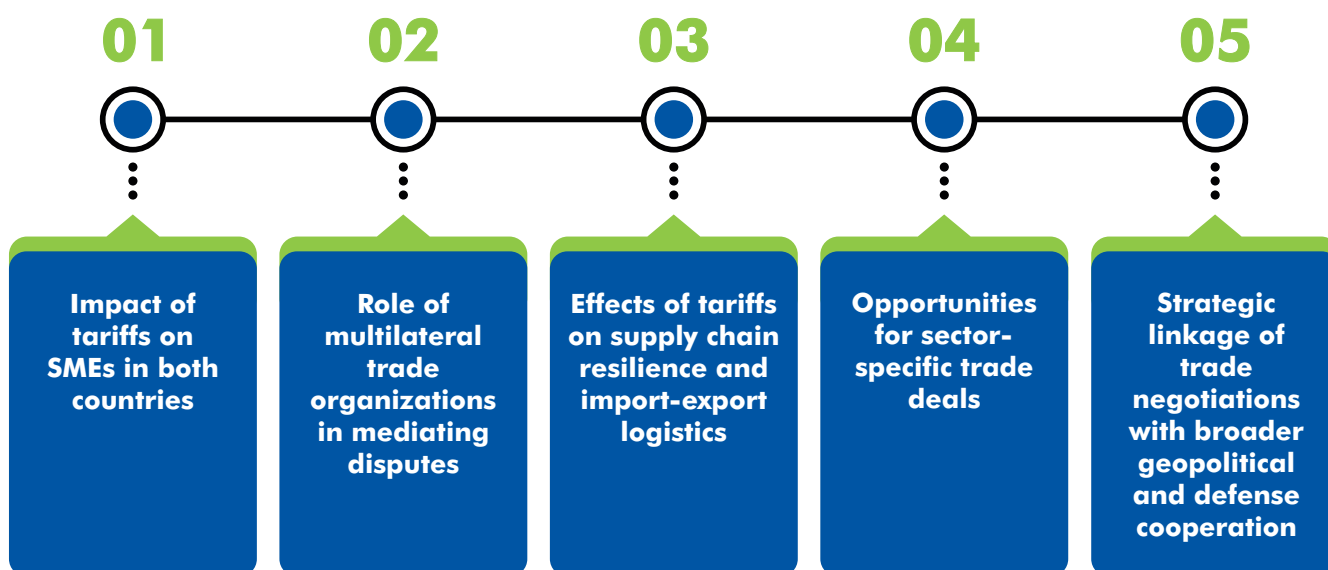 01
02
03
04
05
Impact of
tariffs on
SMEs in both
countries
Role of
multilateral
trade
organizations
in mediating
disputes
Effects of tariffs
on supply chain
resilience and
import-export
logistics
Opportunities
for sector-
specific trade
deals
Strategic
linkage of
trade
negotiations
with broader
geopolitical
and defense
cooperation